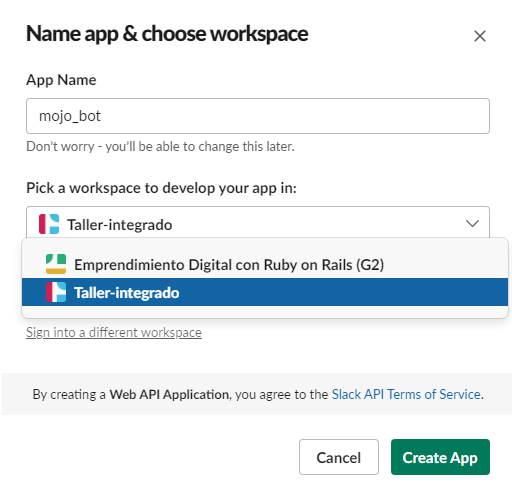 Name app & choose workspace
App Name
mojo_bot
Don't worry - you'll be able to change this later.
Pick a workspace to develop your app in:
Taller-integrado
Emprendimiento Digital con Ruby on Rails (G2)
Taller-integrado
Sign into a different workspace
By creating a Web API Application, you agree to the Slack API Terms of Service.
Cancel Create App